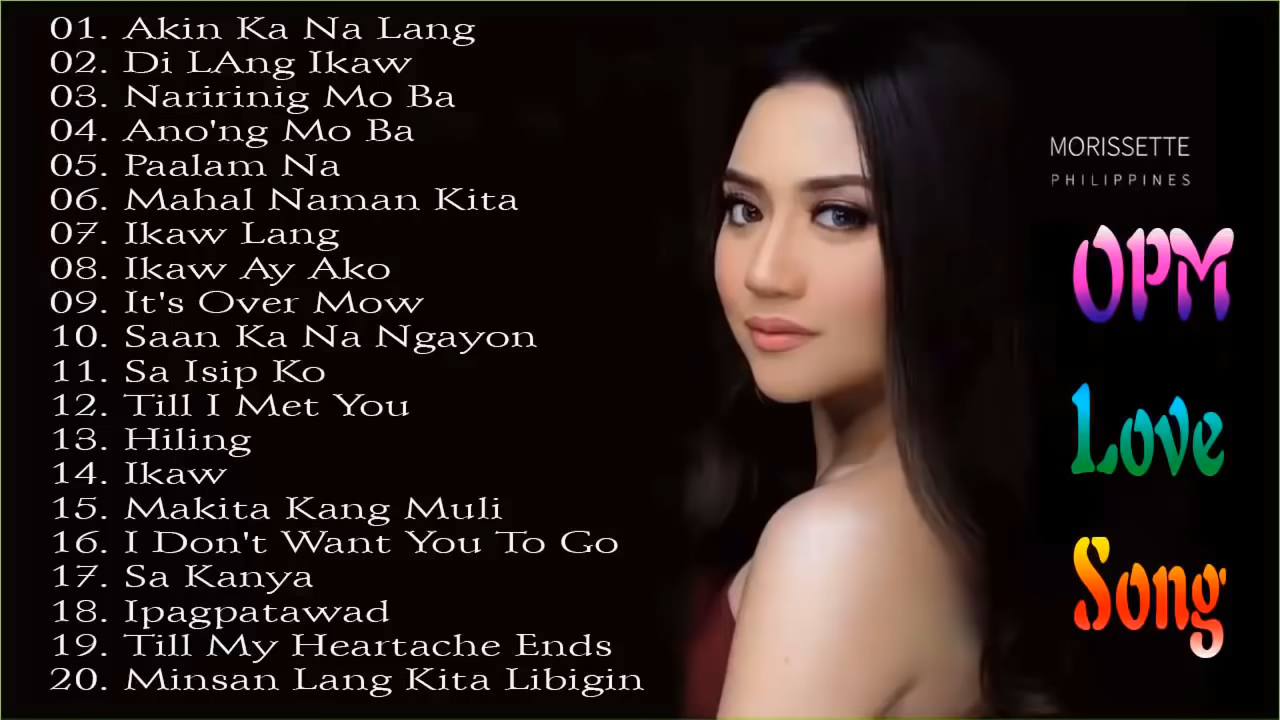 01. Akin Ka Na Lang
02. Di LAng Ikaw
03. Naririnig Mo Ba
04. Ano'ng Mo Ba
05. Paalam Na
06. Mahal Naman Kita
07. Ikaw Lang
08. Ikaw Ay Ako
09. It's Over Mow
10. Saan Ka Na Ngayon
11. Sa Isip Ko
12. Till I Met You
13. Hiling
14. Ikaw
15. Makita Kang Muli
16. I Don't Want You To Go
17. Sa Kanya
18. Ipagpatawad
19. Till My Heartache Ends
20. Minsan Lang Kita Libigin
MORISSETTE
PHILIPPINES
OPM
Love
Song